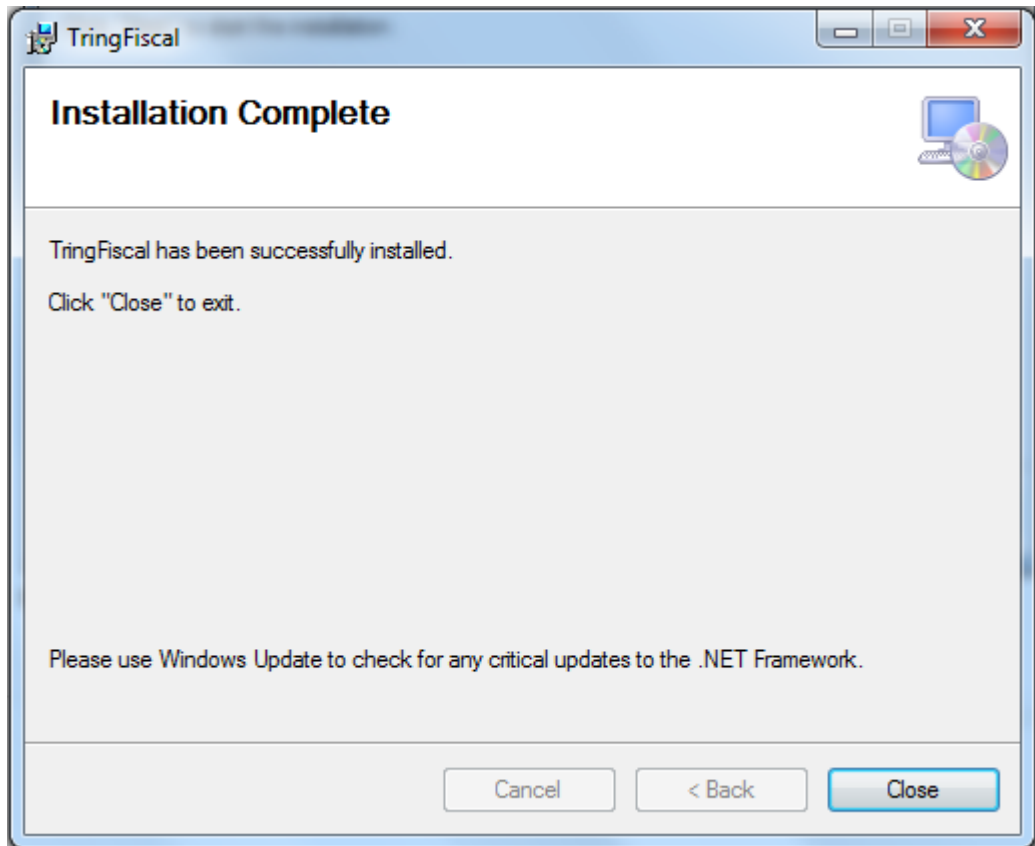 TringFiscal
Installation Complete
TringFiscal has been successfully installed.
Click "Close" to exit.
Please use Windows Update to check for any critical updates to the .NET Framework.
Cancel
< Back
Close